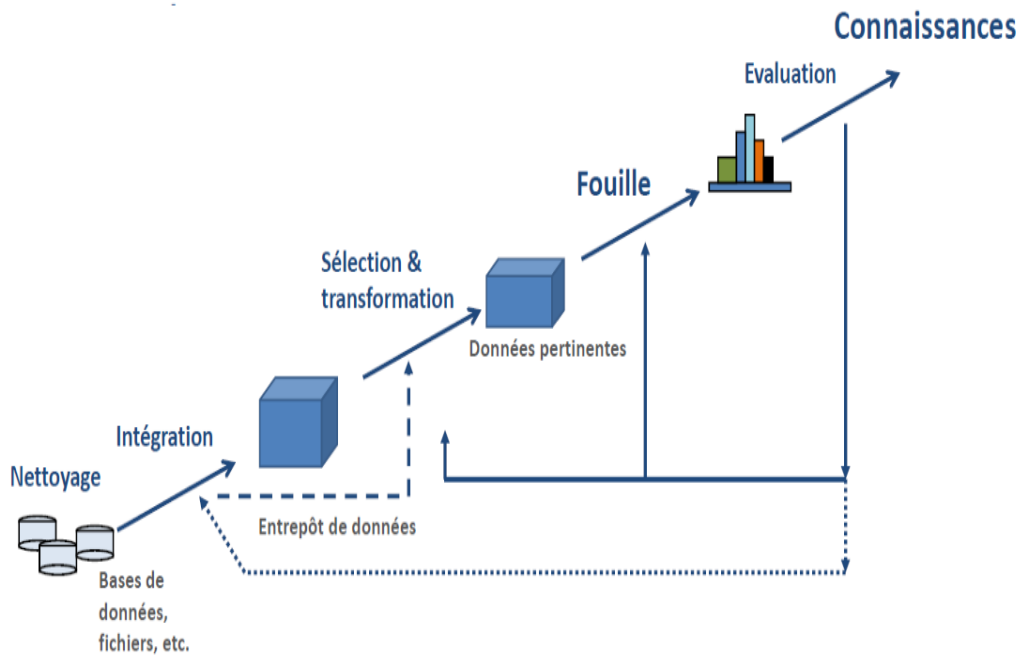 Connaissances
Evaluation
Fouille
Sélection &
transformation
Données pertinentes
Intégration
Nettoyage
Entrepôt de données
Bases de
données,
fichiers, etc.